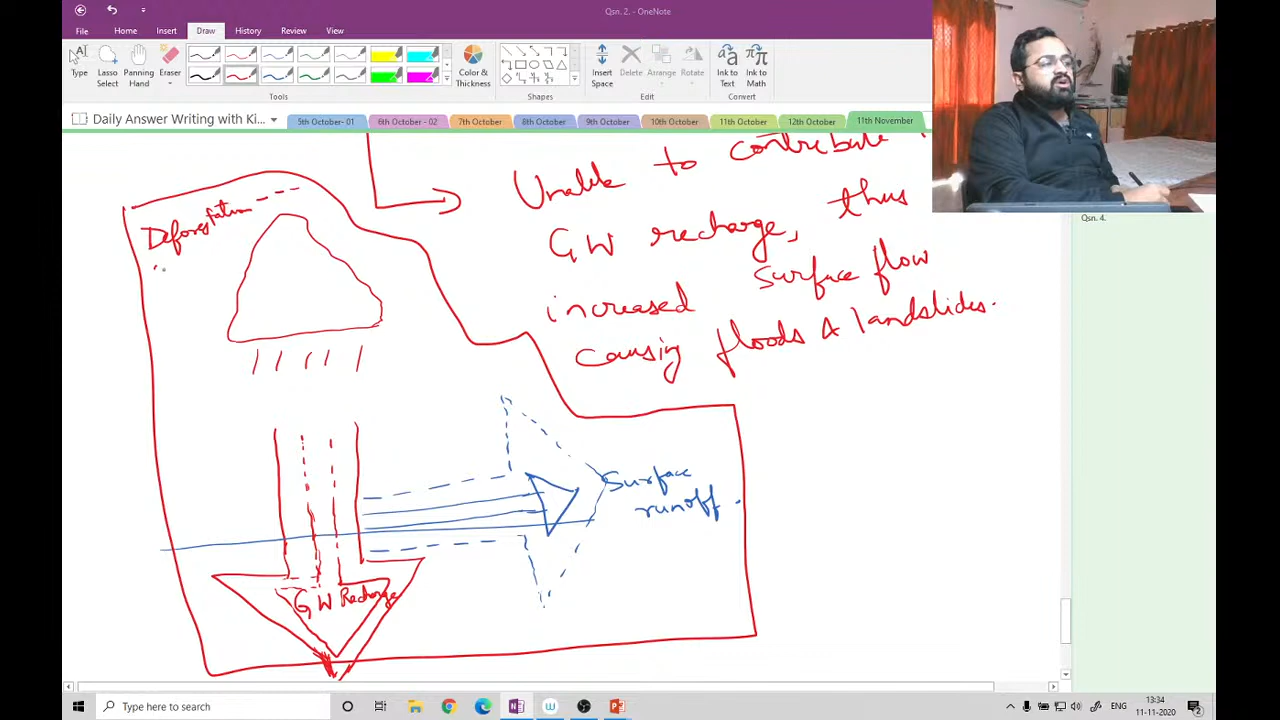 Qsn. 2. - OneNote
File Home Insert Draw History Review View
Type
Lasso Select
Panning Hand
Eraser
Color & Thickness
Insert Space
Delete
Arrange
Rotate
Ink to Text
Ink to Math
Tools
Shapes
Edit
Convert
Daily Answer Writing with Ki...
5th October- 01
6th October - 02
7th October
8th October
9th October
10th October
11th October
12th October
11th November
Qsn. 4.
Unable to contribute
GW recharge, thus
increased surface flow
causing floods & landslides.
Deforestation ---
Surface
runoff.
GW Recharge
Type here to search
ENG
13:34
11-11-2020
2